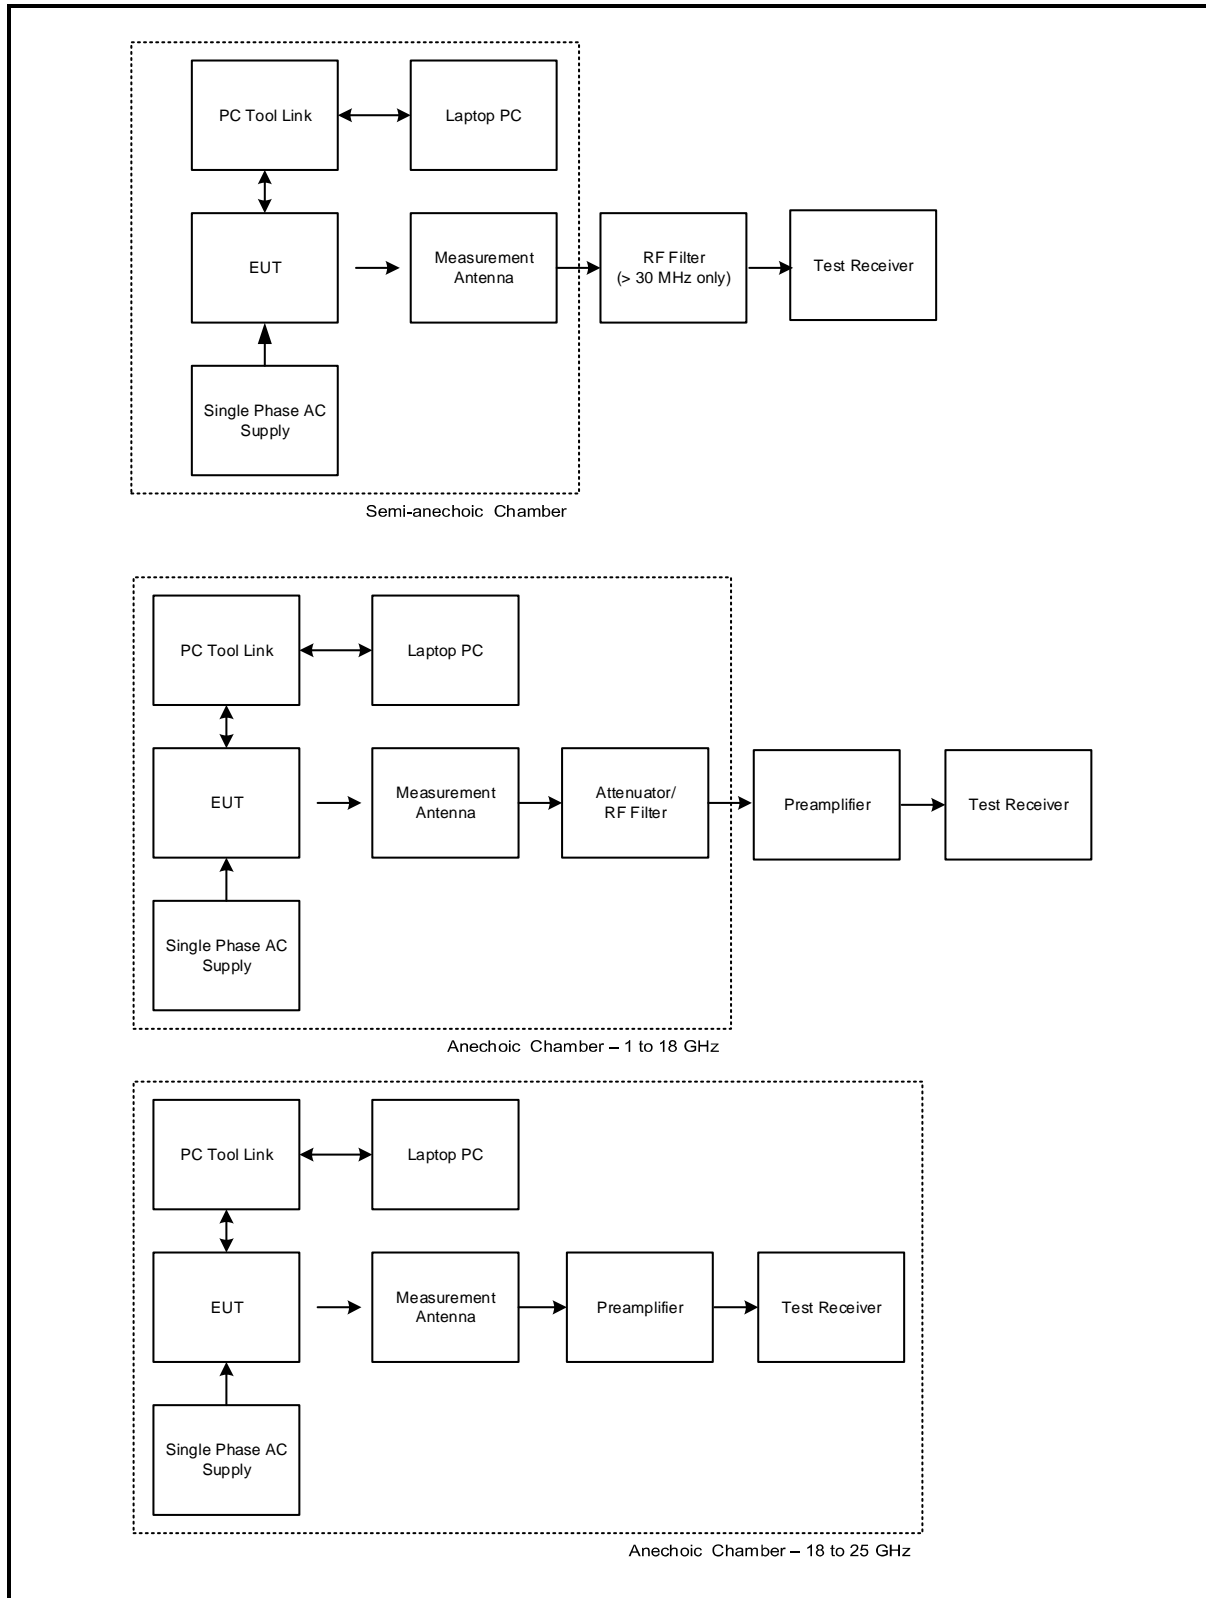 PC Tool Link
Laptop PC
EUT
Measurement
Antenna
RF Filter
(> 30 MHz only)
Test Receiver
Single Phase AC
Supply
Semi-anechoic Chamber
PC Tool Link
Laptop PC
EUT
Measurement
Antenna
Attenuator/
RF Filter
Preamplifier
Test Receiver
Single Phase AC
Supply
Anechoic Chamber – 1 to 18 GHz
PC Tool Link
Laptop PC
EUT
Measurement
Antenna
Preamplifier
Test Receiver
Single Phase AC
Supply
Anechoic Chamber – 18 to 25 GHz